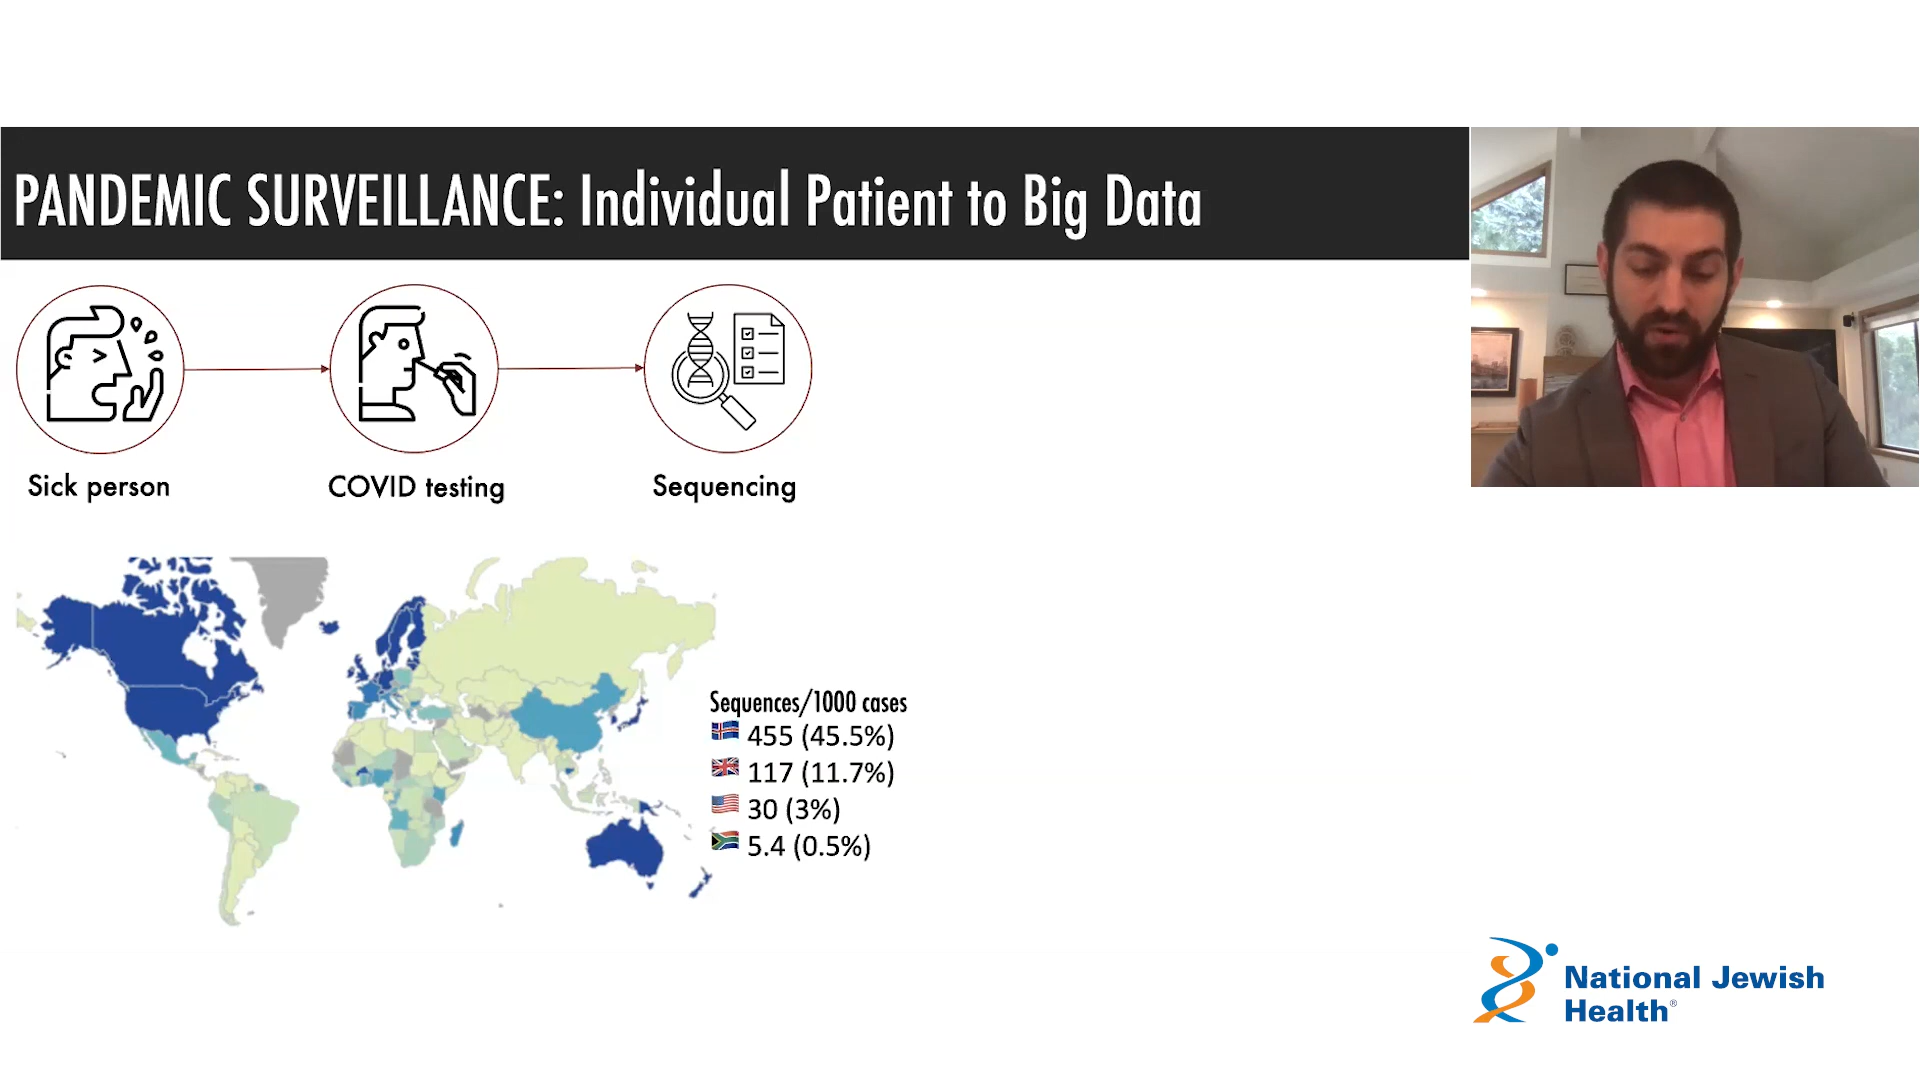 PANDEMIC SURVEILLANCE: Individual Patient to Big Data
Sick person
COVID testing
Sequencing
Sequences/1000 cases
455 (45.5%)
117 (11.7%)
30 (3%)
5.4 (0.5%)
National Jewish
Health®